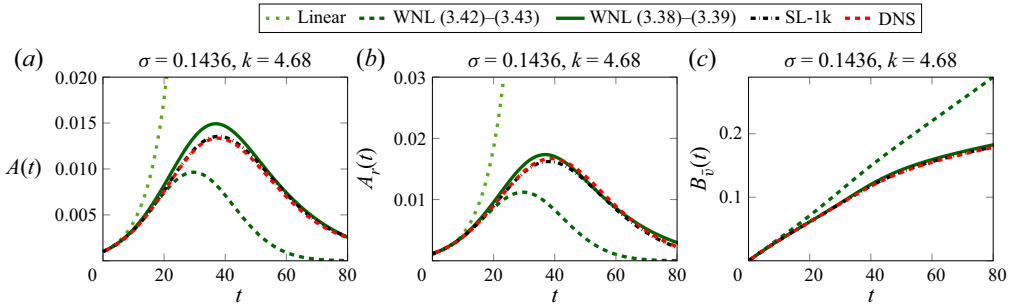 Linear WNL (3.42)–(3.43) WNL (3.38)–(3.39) SL-1k DNS
(a) σ = 0.1436, k = 4.68 (b) σ = 0.1436, k = 4.68 (c) σ = 0.1436, k = 4.68
0.020 0.03
0.015 0.02 0.2
A(t) 0.010 A_r(t) B_v̄(t)
0.005 0.01 0.1
0 20 40 60 80 0 20 40 60 80 0 20 40 60 80
t t t